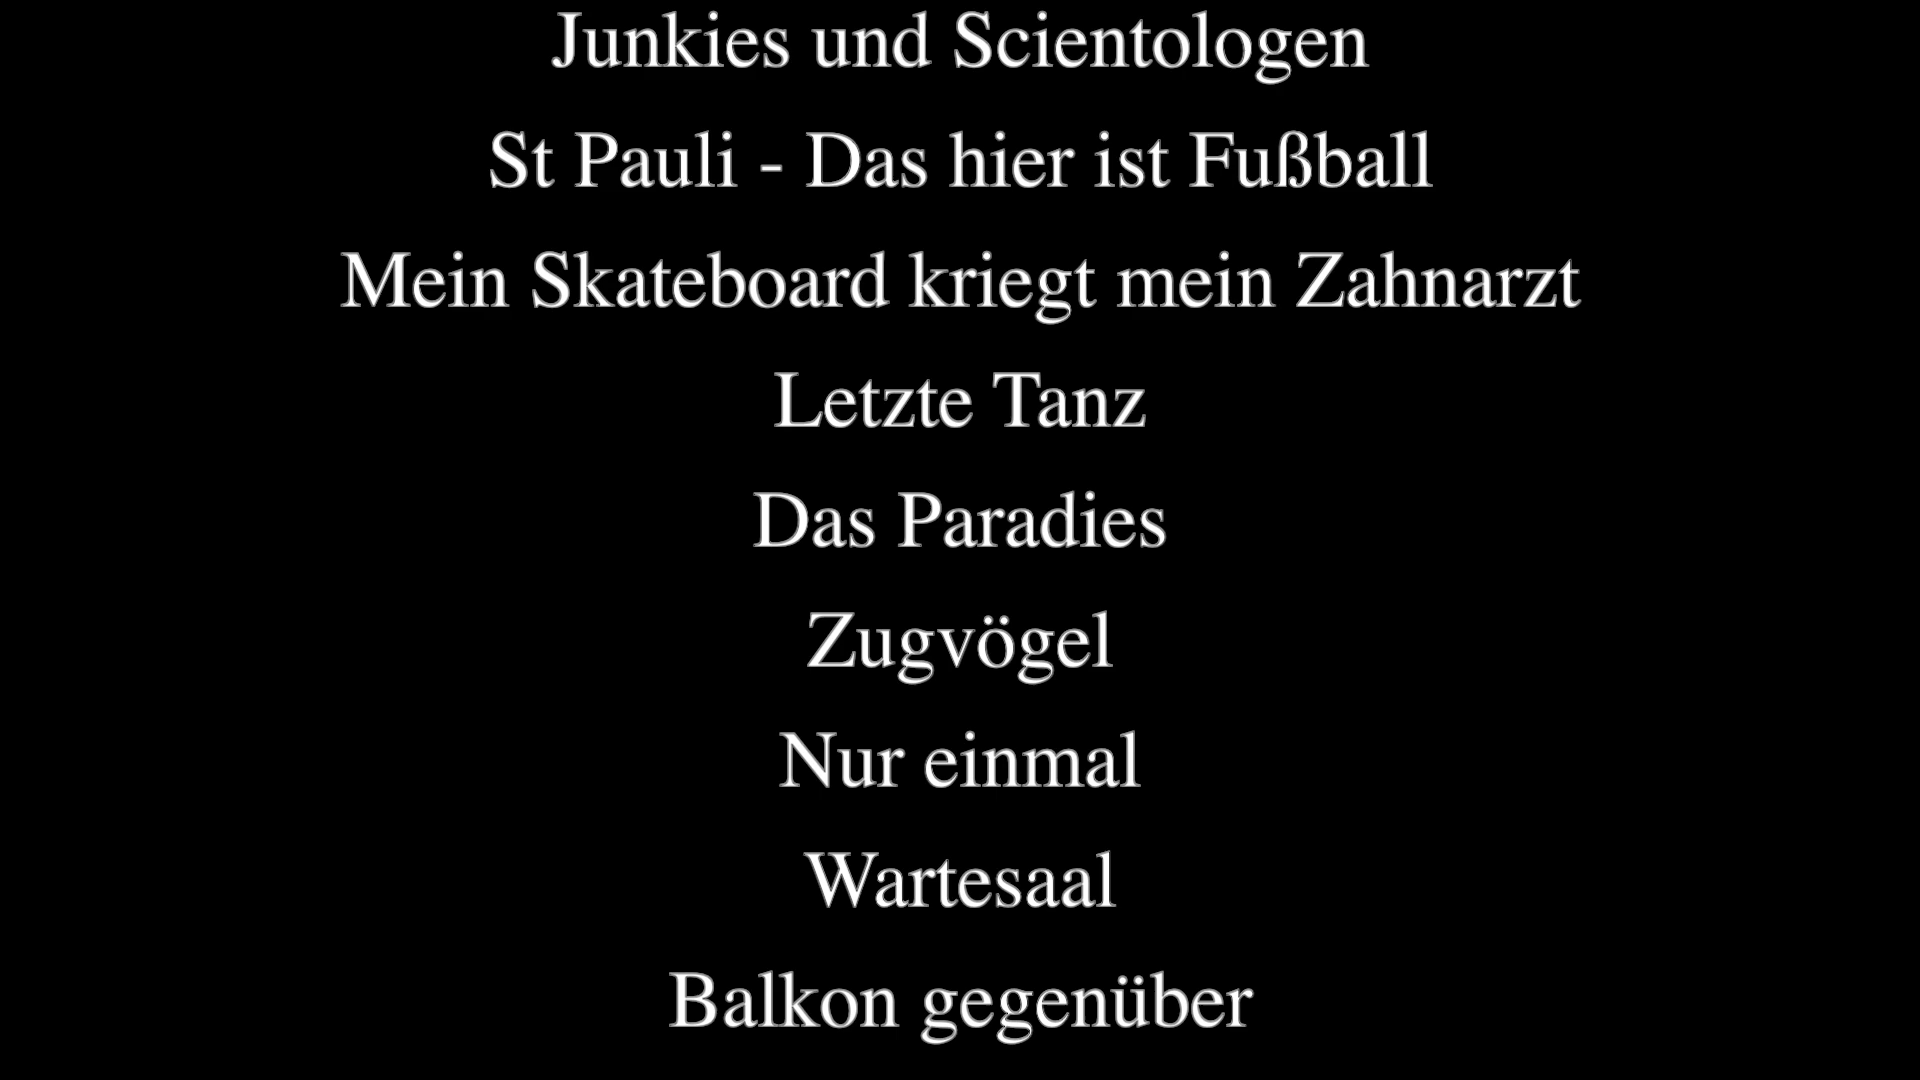 Junkies und Scientologen
St Pauli - Das hier ist Fußball
Mein Skateboard kriegt mein Zahnarzt
Letzte Tanz
Das Paradies
Zugvögel
Nur einmal
Wartesaal
Balkon gegenüber